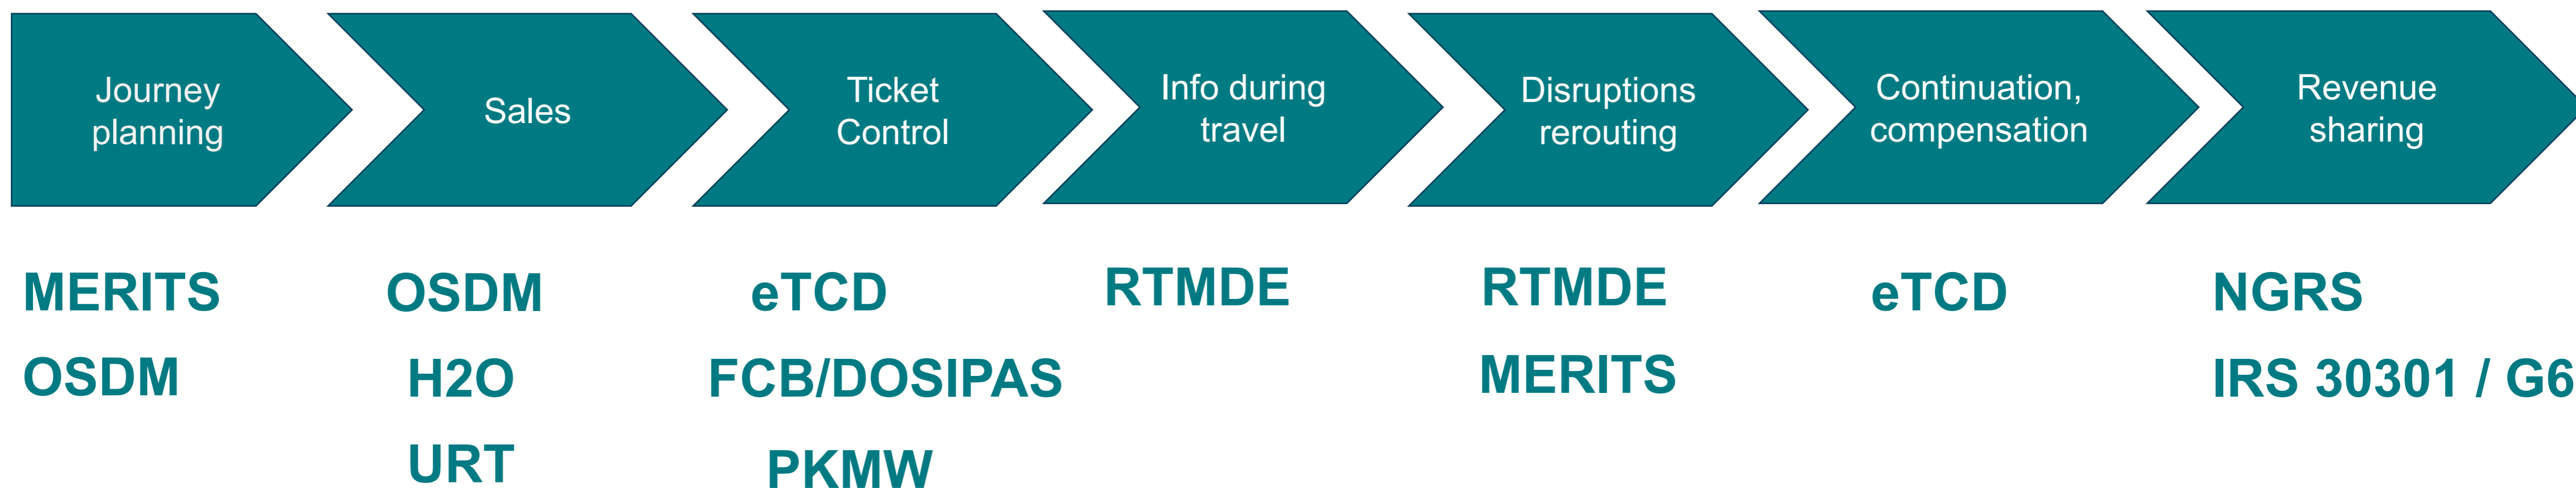 Journey
planning
Sales
Ticket
Control
Info during
travel
Disruptions
rerouting
Continuation,
compensation
Revenue
sharing
MERITS
OSDM
OSDM
H2O
URT
eTCD
FCB/DOSIPAS
PKMW
RTMDE
RTMDE
MERITS
eTCD
NGRS
IRS 30301 / G6